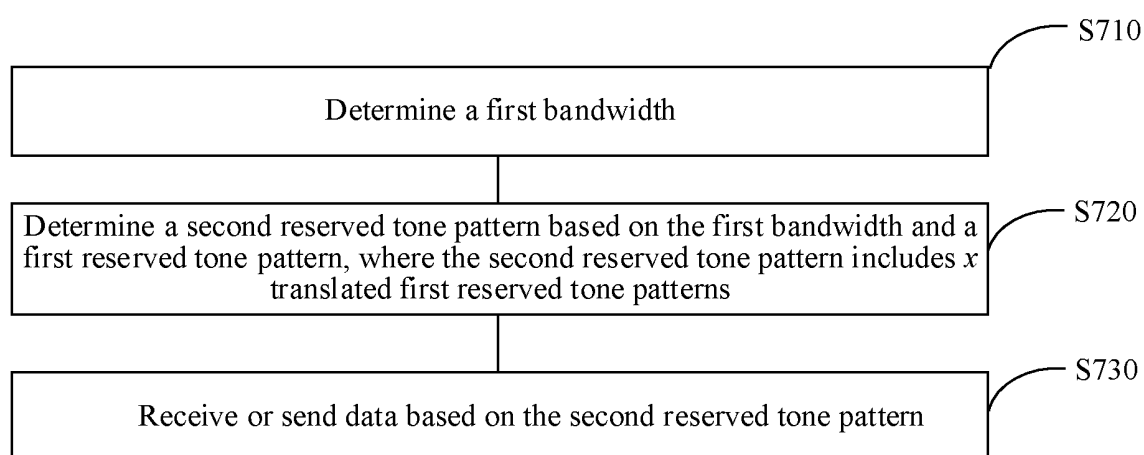 S710
Determine a first bandwidth
S720
Determine a second reserved tone pattern based on the first bandwidth and a
first reserved tone pattern, where the second reserved tone pattern includes x
translated first reserved tone patterns
S730
Receive or send data based on the second reserved tone pattern